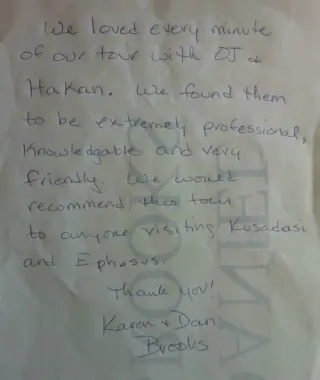 We loved every minute
of our tour with OJ &
Hakan. We found them
to be extremely professional,
Knowledgable and very
friendly. We would
recommend this tour
to anyone visiting Kusadasi
and Ephesus.
Thank you!
Karen & Dan
Brooks